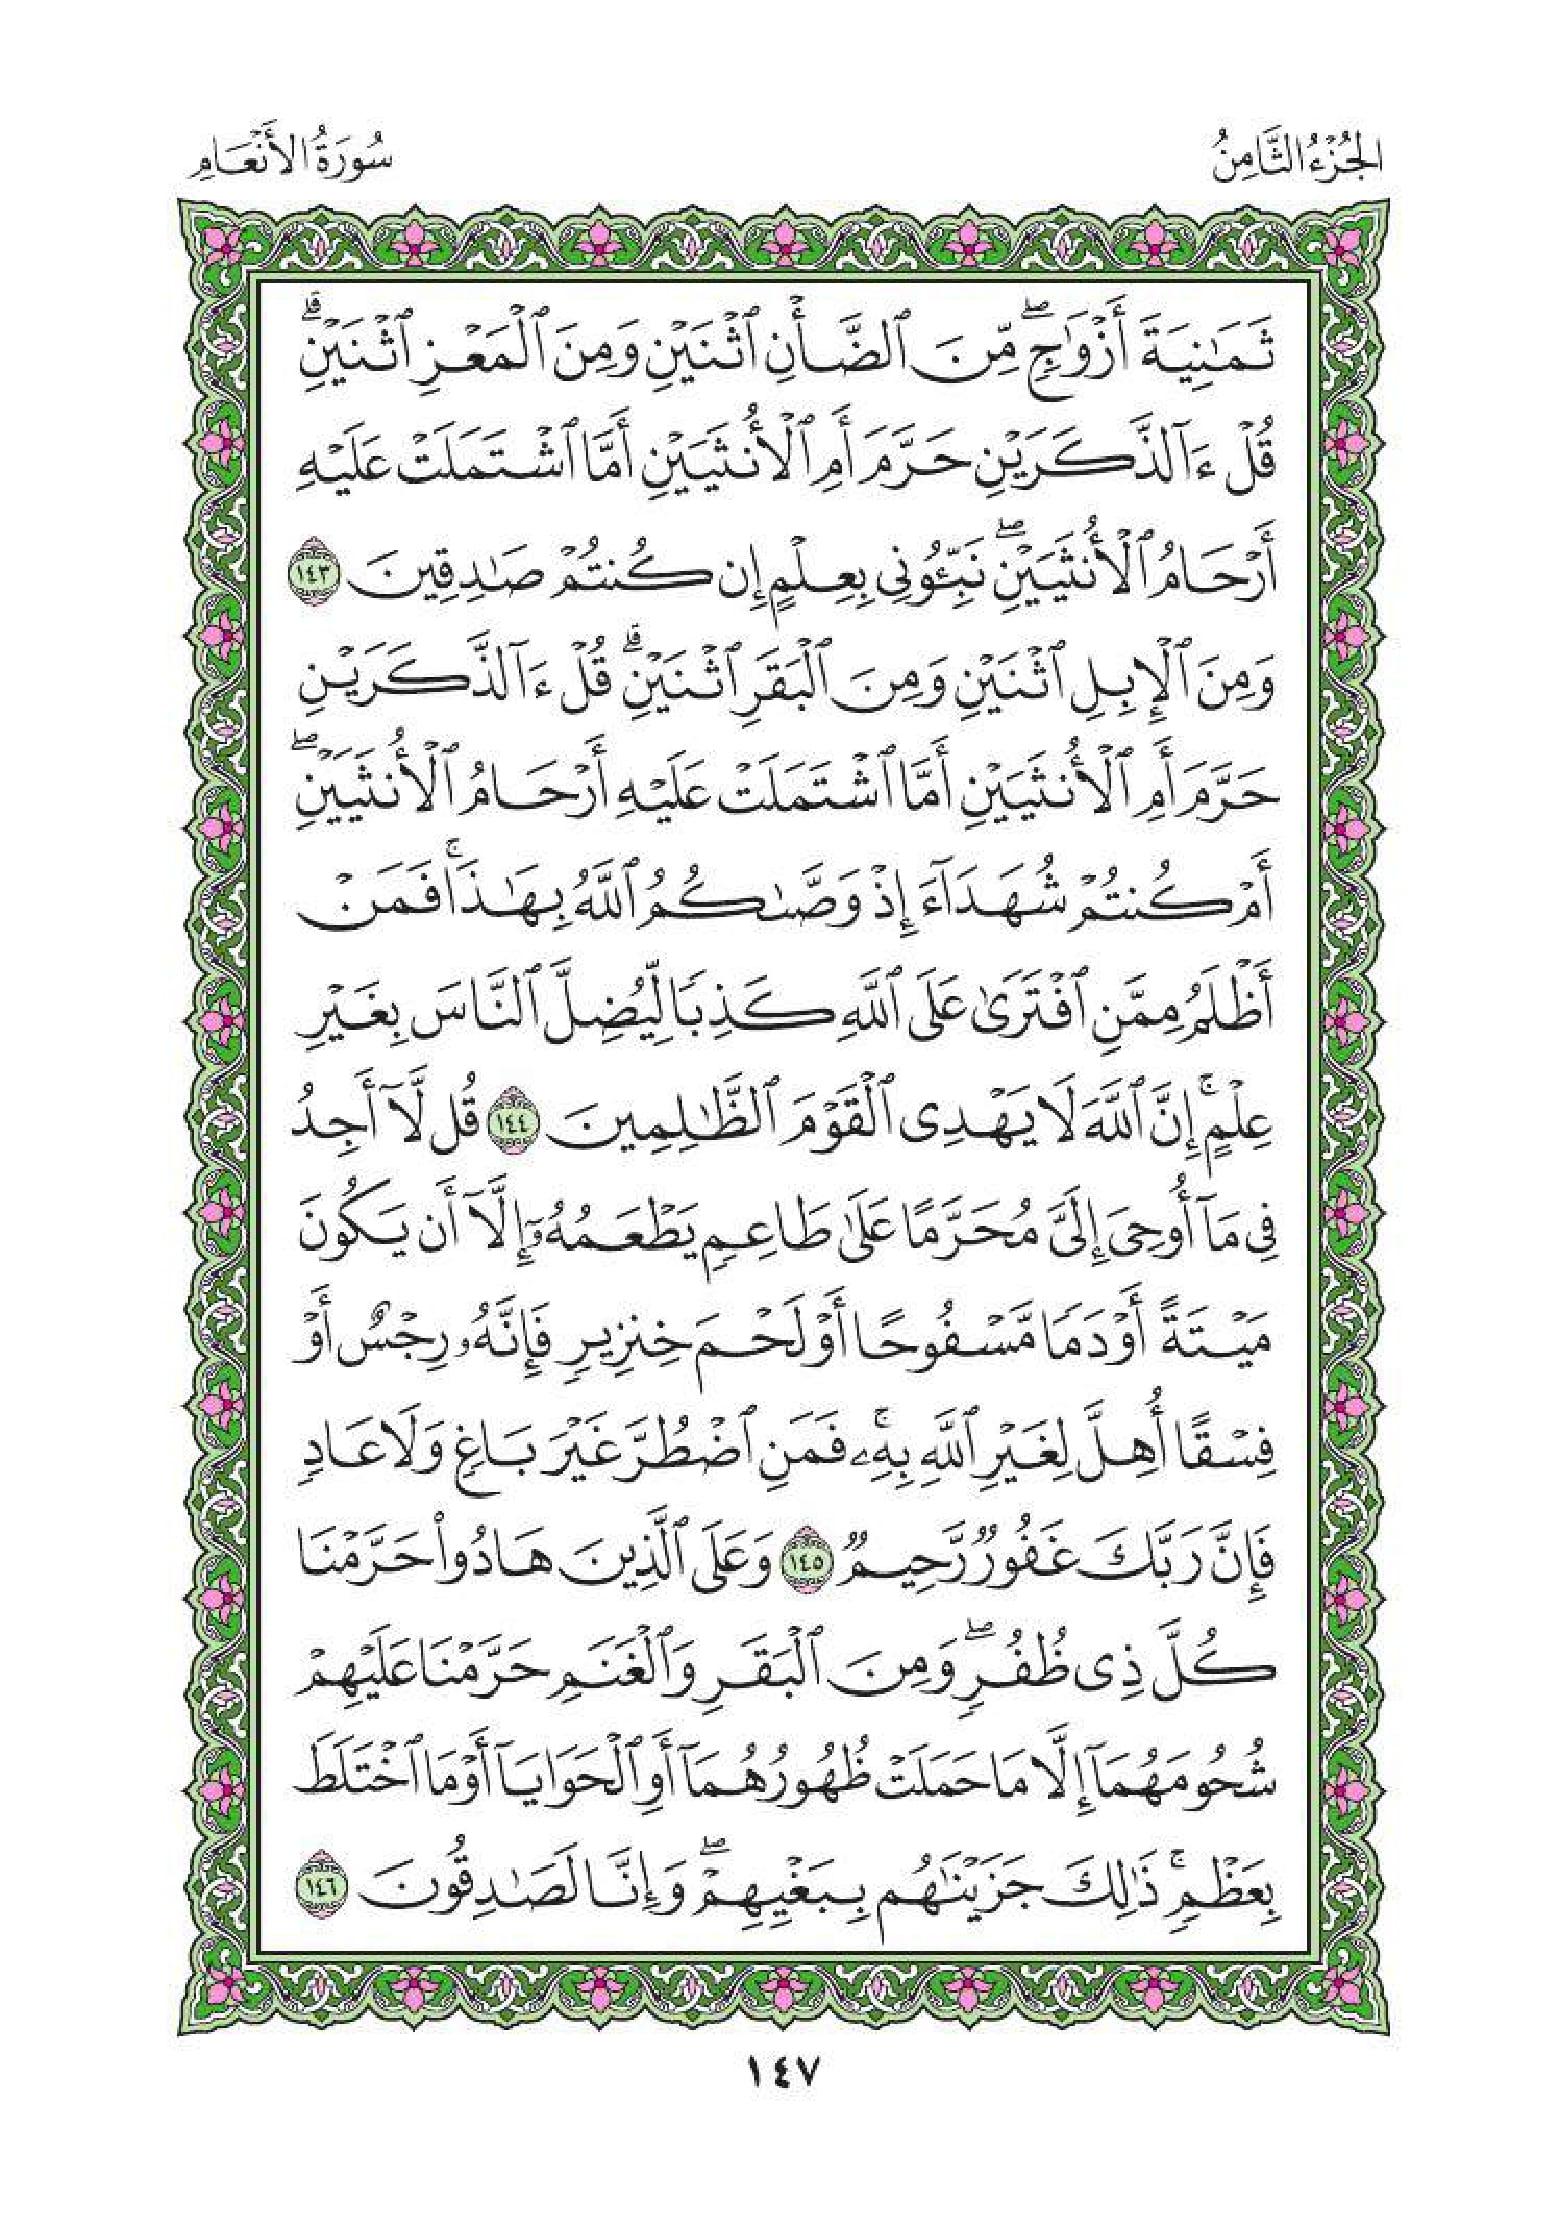 الجُزْءُ الثَّامِنُ
سُورَةُ الأَنْعَامِ
ثَمَٰنِيَةَ أَزْوَٰجٍۖ مِّنَ ٱلضَّأْنِ ٱثْنَيْنِ وَمِنَ ٱلْمَعْزِ ٱثْنَيْنِۗ
قُلْ ءَآلذَّكَرَيْنِ حَرَّمَ أَمِ ٱلْأُنثَيَيْنِ أَمَّا ٱشْتَمَلَتْ عَلَيْهِ
أَرْحَامُ ٱلْأُنثَيَيْنِۖ نَبِّـُٔونِى بِعِلْمٍ إِن كُنتُمْ صَٰدِقِينَ ١٤٣
وَمِنَ ٱلْإِبِلِ ٱثْنَيْنِ وَمِنَ ٱلْبَقَرِ ٱثْنَيْنِۗ قُلْ ءَآلذَّكَرَيْنِ
حَرَّمَ أَمِ ٱلْأُنثَيَيْنِ أَمَّا ٱشْتَمَلَتْ عَلَيْهِ أَرْحَامُ ٱلْأُنثَيَيْنِۖ
أَمْ كُنتُمْ شُهَدَآءَ إِذْ وَصَّىٰكُمُ ٱللَّهُ بِهَٰذَاۚ فَمَنْ
أَظْلَمُ مِمَّنِ ٱفْتَرَىٰ عَلَى ٱللَّهِ كَذِبًا لِّيُضِلَّ ٱلنَّاسَ بِغَيْرِ
عِلْمٍۚ إِنَّ ٱللَّهَ لَا يَهْدِى ٱلْقَوْمَ ٱلظَّٰلِمِينَ ١٤٤ قُل لَّآ أَجِدُ
فِى مَآ أُوحِىَ إِلَىَّ مُحَرَّمًا عَلَىٰ طَاعِمٍ يَطْعَمُهُۥٓ إِلَّآ أَن يَكُونَ
مَيْتَةً أَوْ دَمًا مَّسْفُوحًا أَوْ لَحْمَ خِنزِيرٍ فَإِنَّهُۥ رِجْسٌ أَوْ
فِسْقًا أُهِلَّ لِغَيْرِ ٱللَّهِ بِهِۦۚ فَمَنِ ٱضْطُرَّ غَيْرَ بَاغٍ وَلَا عَادٍ
فَإِنَّ رَبَّكَ غَفُورٌ رَّحِيمٌ ١٤٥ وَعَلَى ٱلَّذِينَ هَادُوا۟ حَرَّمْنَا
كُلَّ ذِى ظُفُرٍۖ وَمِنَ ٱلْبَقَرِ وَٱلْغَنَمِ حَرَّمْنَا عَلَيْهِمْ
شُحُومَهُمَآ إِلَّا مَا حَمَلَتْ ظُهُورُهُمَآ أَوِ ٱلْحَوَايَآ أَوْ مَا ٱخْتَلَطَ
بِعَظْمٍۚ ذَٰلِكَ جَزَيْنَٰهُم بِبَغْيِهِمْۖ وَإِنَّا لَصَٰدِقُونَ ١٤٦
١٤٧